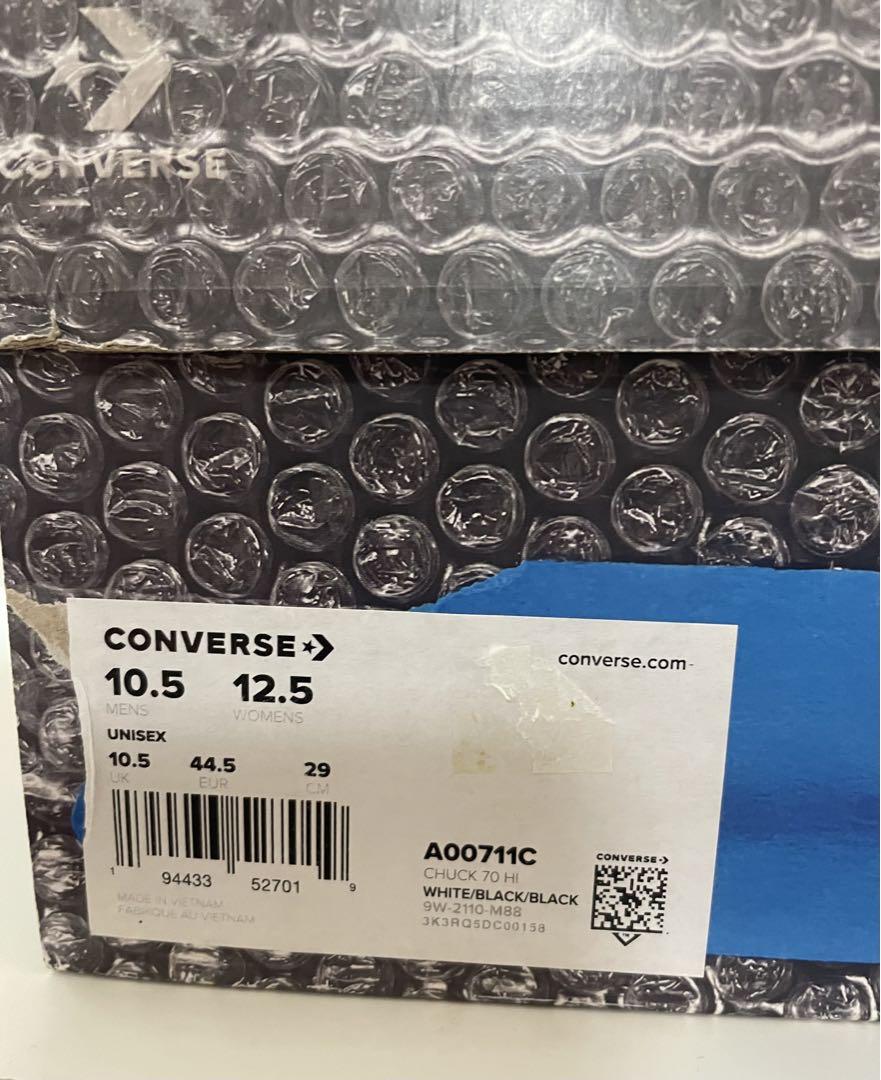 CONVERSE
CONVERSE
converse.com
10.5 12.5
MENS WOMENS
UNISEX
10.5 44.5 29
UK EUR CM
1 94433 52701 9
MADE IN VIETNAM
FABRIQUE AU VIETNAM
A00711C
CHUCK 70 HI
WHITE/BLACK/BLACK
9W-2110-M88
3K3RQ5DC00158
CONVERSE